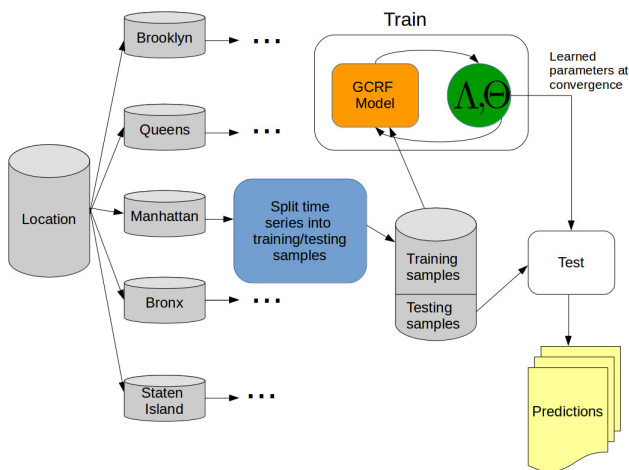 Train
Brooklyn
...
Learned
parameters at
convergence
GCRF
Model
Λ,Θ
Queens
...
Location
Manhattan
Split time
series into
training/testing
samples
Training
samples
Testing
samples
Test
Bronx
...
Staten
Island
...
Predictions